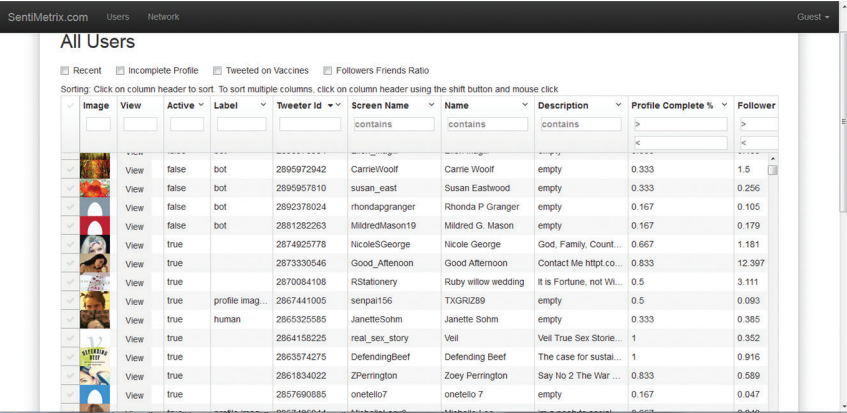 SentiMetrix.com Users Network Guest
All Users
Recent Incomplete Profile Tweeted on Vaccines Followers Friends Ratio
Sorting: Click on column header to sort. To sort multiple columns, click on column header using the shift button and mouse click
Image View Active Label Tweeter Id Screen Name Name Description Profile Complete % Follower
contains contains contains > >
< <
View false bot 2895972942 CarrieWoolf Carrie Woolf empty 0.333 1.5
View false bot 2895957810 susan_east Susan Eastwood empty 0.333 0.256
View false bot 2892378024 rhondapgranger Rhonda P Granger empty 0.167 0.105
View false bot 2881282263 MildredMason19 Mildred G. Mason empty 0.167 0.179
View true 2874925778 NicoleSGeorge Nicole George God, Family, Count... 0.667 1.181
View true 2873330546 Good_Afternoon Good Afternoon Contact Me httpt.co... 0.833 12.397
View true 2870084108 RStationery Ruby willow wedding It is Fortune, not Wi... 0.5 3.111
View true profile imag... 2867441005 senpai156 TXGRIZ89 empty 0.5 0.093
View true human 2865325585 JanetteSohm Janette Sohm empty 0.333 0.385
View true 2864158225 real_sex_story Veil Veil True Sex Storie... 1 0.352
DEFENDING BEEF View true 2863574275 DefendingBeef Defending Beef The case for sustai... 1 0.916
View true 2861834022 ZPerrington Zoey Perrington Say No 2 The War ... 0.833 0.589
View true 2857690885 onetello7 onetello 7 empty 0.167 0.047